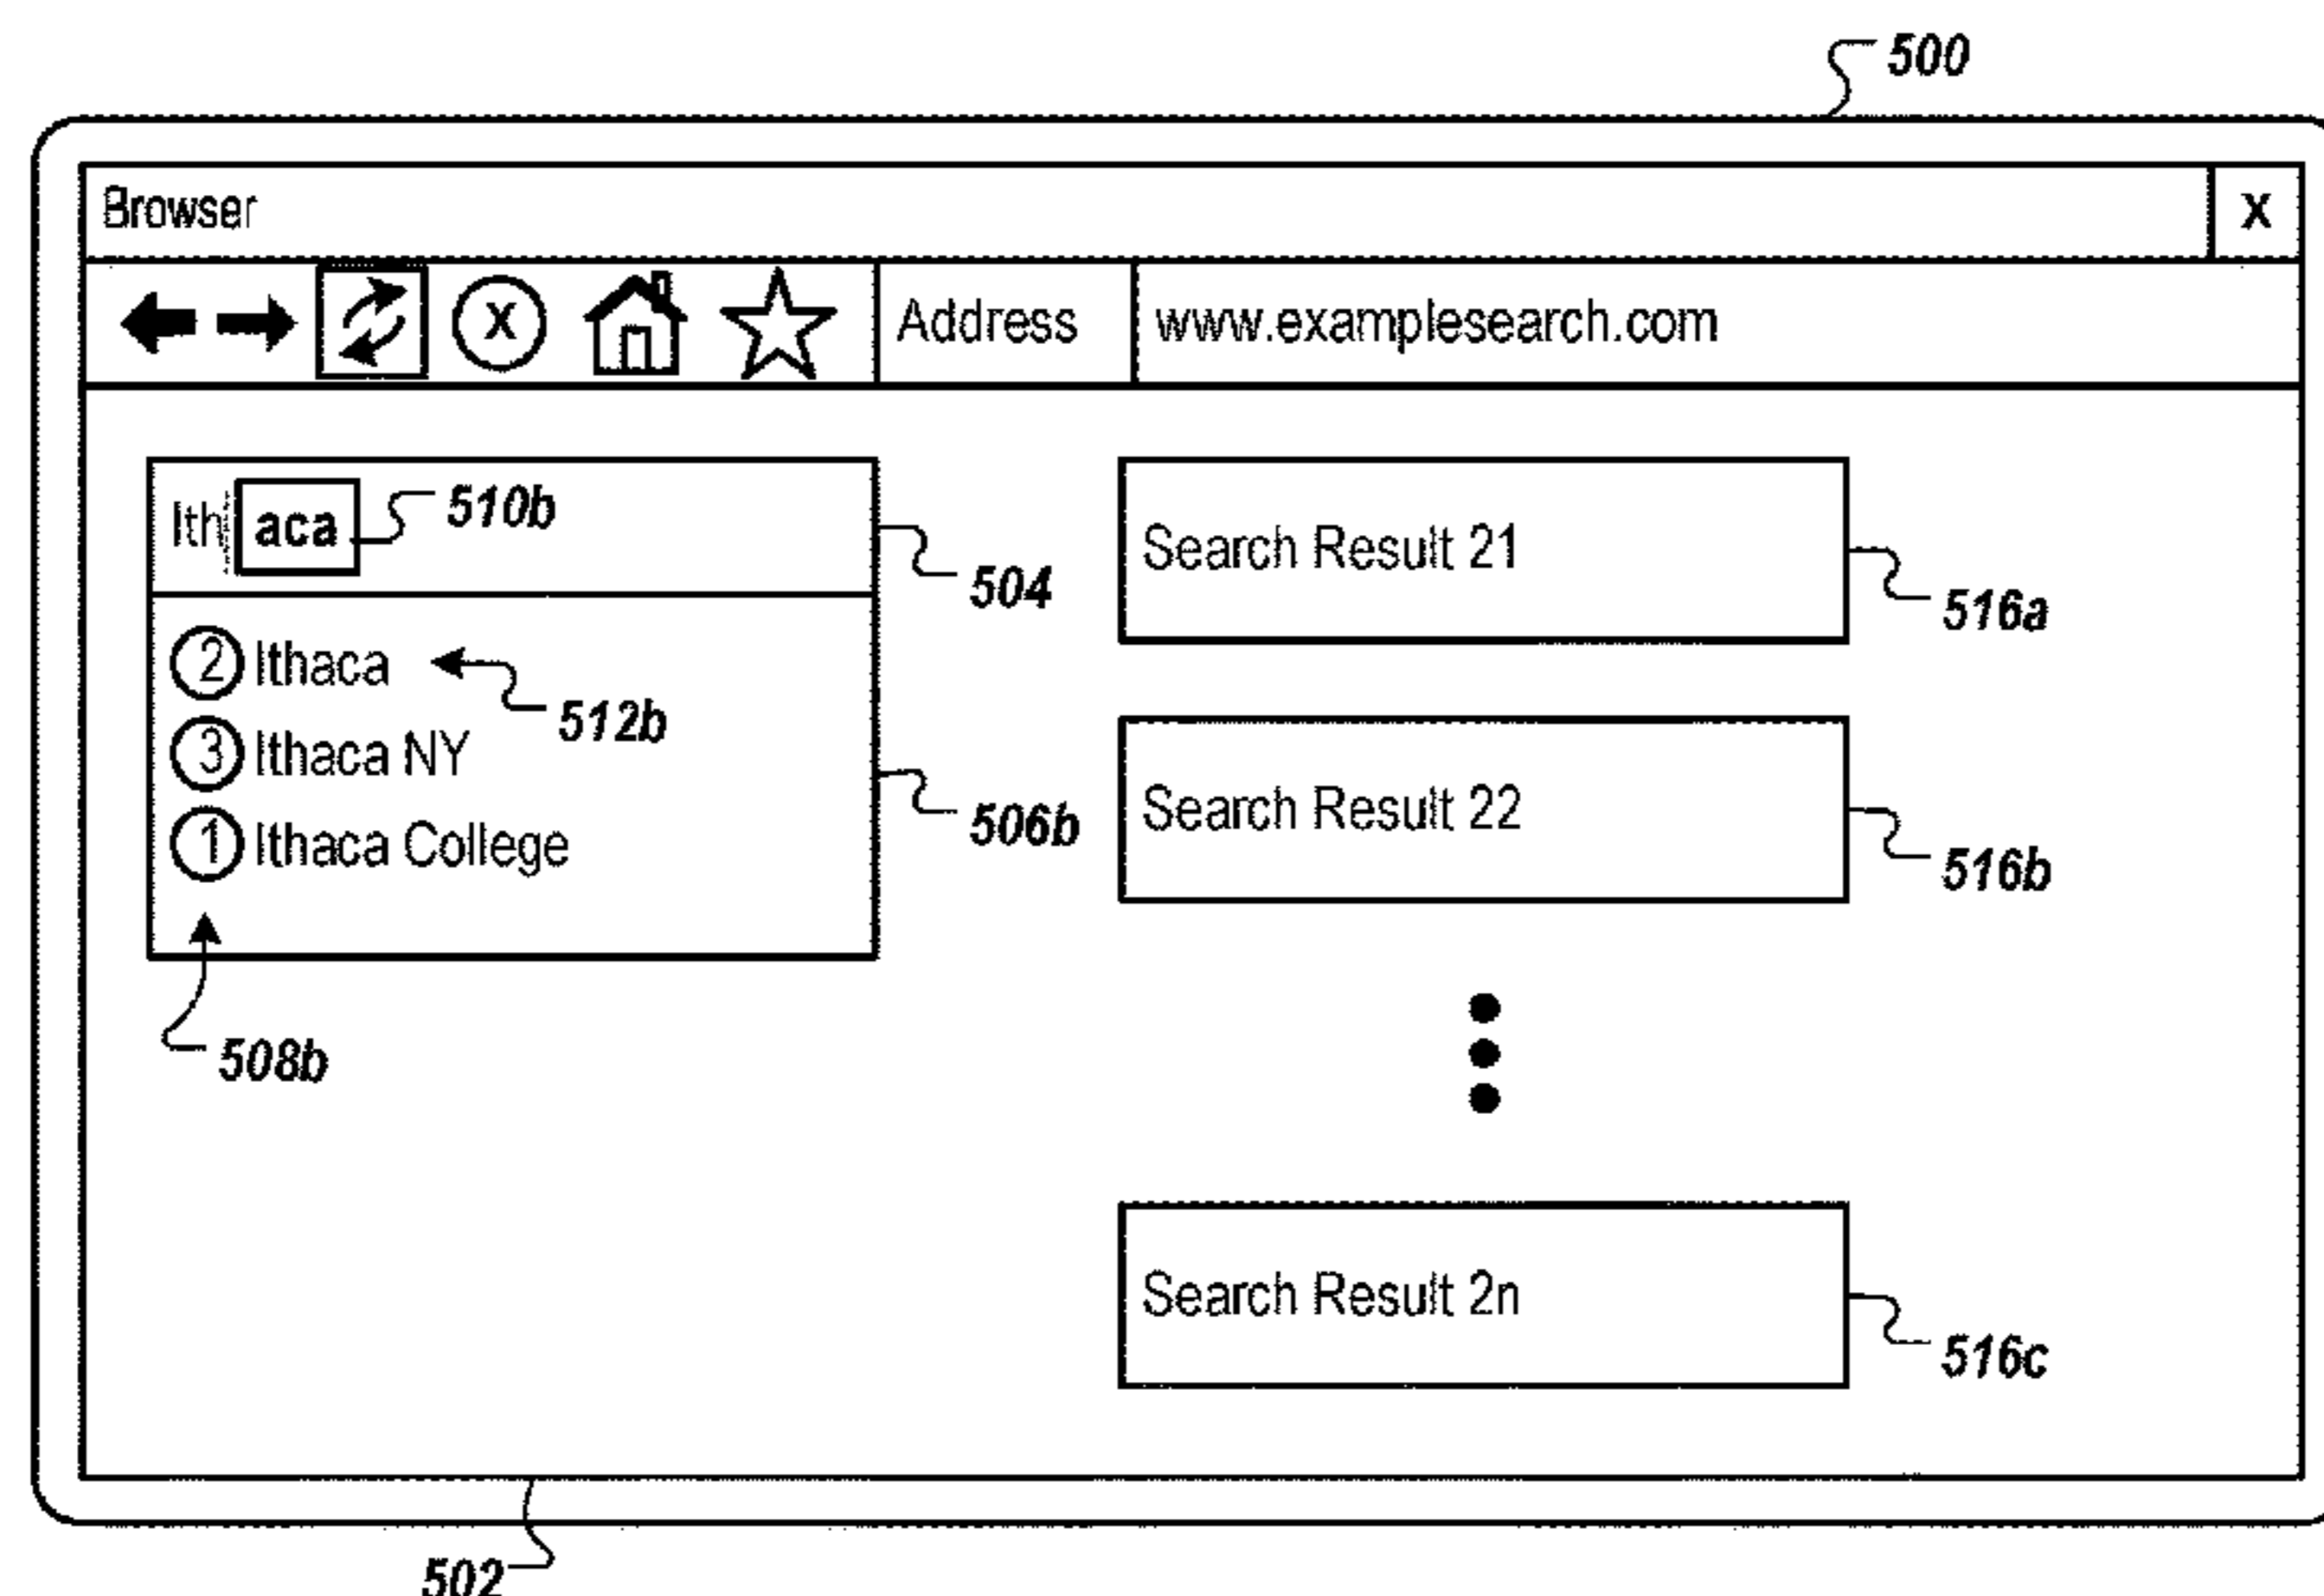 500
Browser X
X Address www.examplesearch.com
Ith aca 510b
504
2 Ithaca
512b
3 Ithaca NY
506b
1 Ithaca College
508b
Search Result 21
516a
Search Result 22
516b
Search Result 2n
516c
502